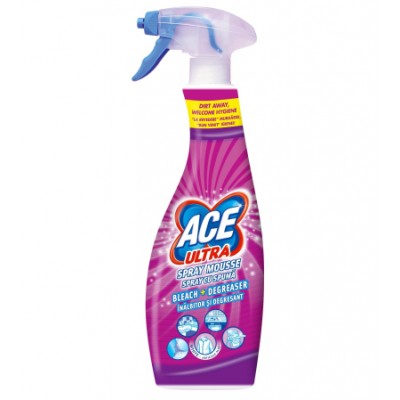 DIRT AWAY,
WELCOME HYGIENE
ACE
ULTRA
SPRAY MOUSSE
SPRAY CU SPUMĂ
BLEACH + DEGREASER
ÎNĂLBITOR ȘI DEGRESANT